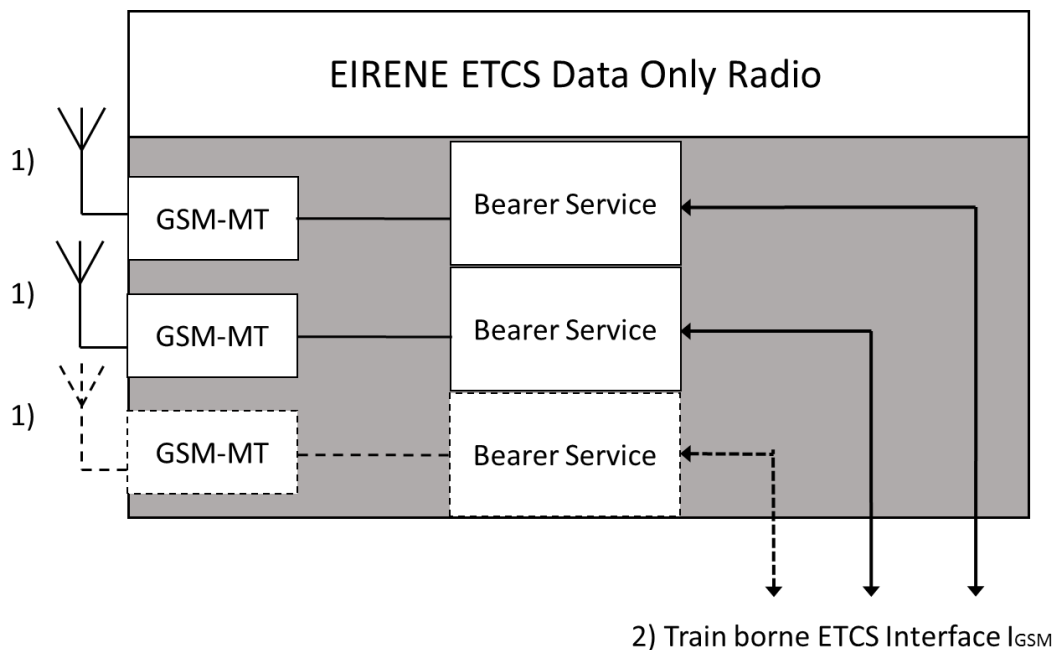 EIRENE ETCS Data Only Radio
1)
GSM-MT
Bearer Service
1)
GSM-MT
Bearer Service
1)
GSM-MT
Bearer Service
2) Train borne ETCS Interface IGSM